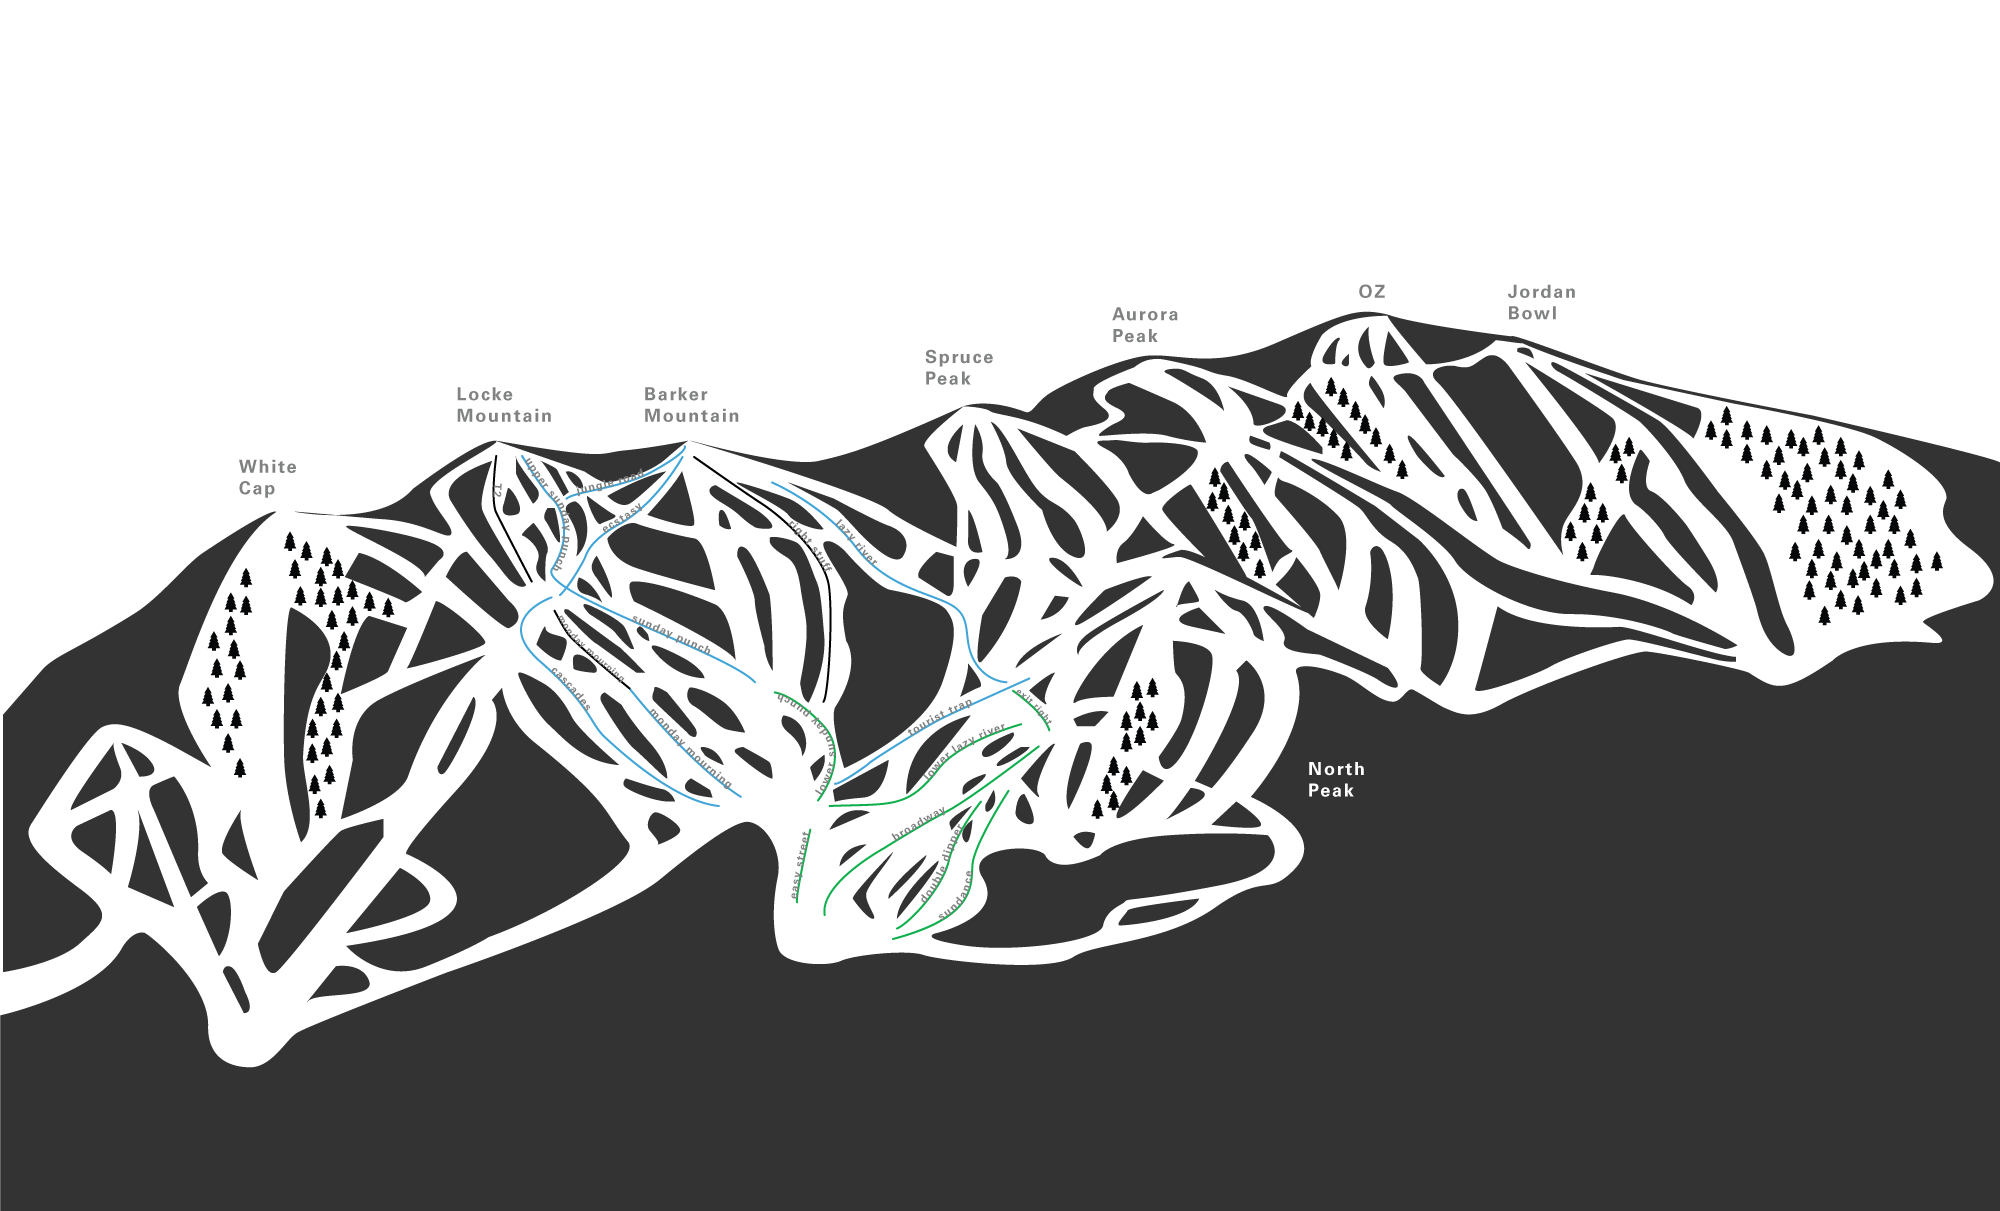 OZ
Jordan
Bowl
Aurora
Peak
Spruce
Peak
Locke
Mountain
Barker
Mountain
White
Cap
T2
upper sunday punch
jungle road
ecstasy
right stuff
lazy river
monday mourning
sunday punch
cascades
monday mourning
lower sunday punch
tourist trap
exit right
lower lazy river
broadway
easy street
double dipper
sundance
North
Peak